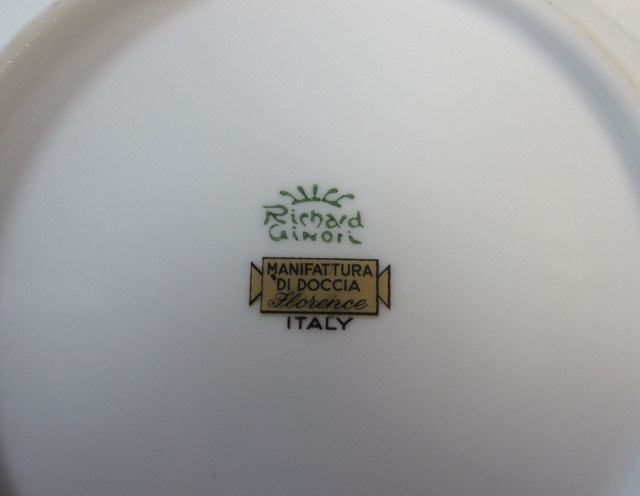 Richard
GiNori
MANIFATTURA
DI DOCCIA
Florence
ITALY